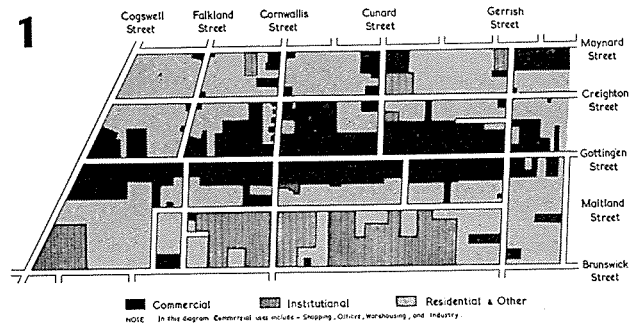 1
Cogswell Street
Falkland Street
Cornwallis Street
Cunard Street
Gerrish Street
Maynard Street
Creighton Street
Gottingen Street
Maitland Street
Brunswick Street
Commercial
Institutional
Residential & Other
NOTE In this diagram Commercial uses include - Shopping, Offices, Warehousing, and Industry.